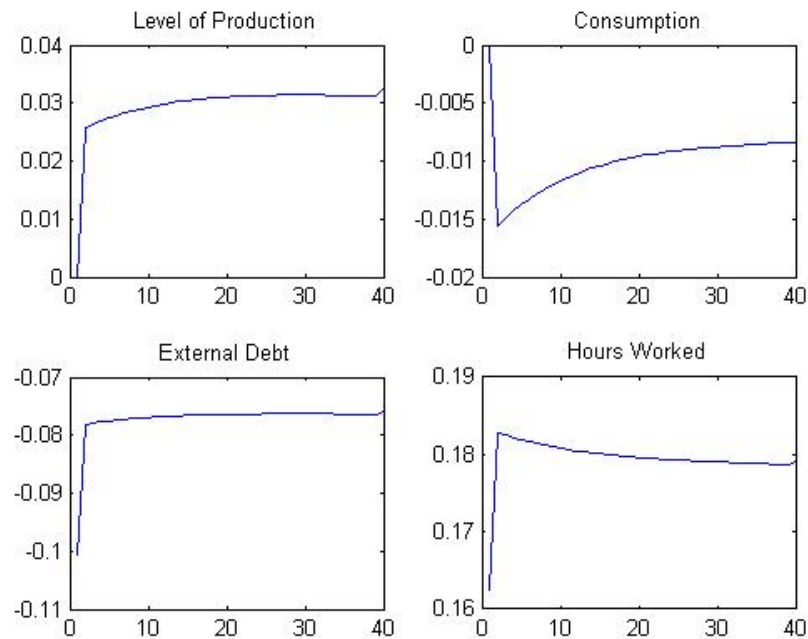 Level of Production
0.04
0.03
0.02
0.01
0
0 10 20 30 40
Consumption
0
-0.005
-0.01
-0.015
-0.02
0 10 20 30 40
External Debt
-0.07
-0.08
-0.09
-0.1
-0.11
0 10 20 30 40
Hours Worked
0.19
0.18
0.17
0.16
0 10 20 30 40